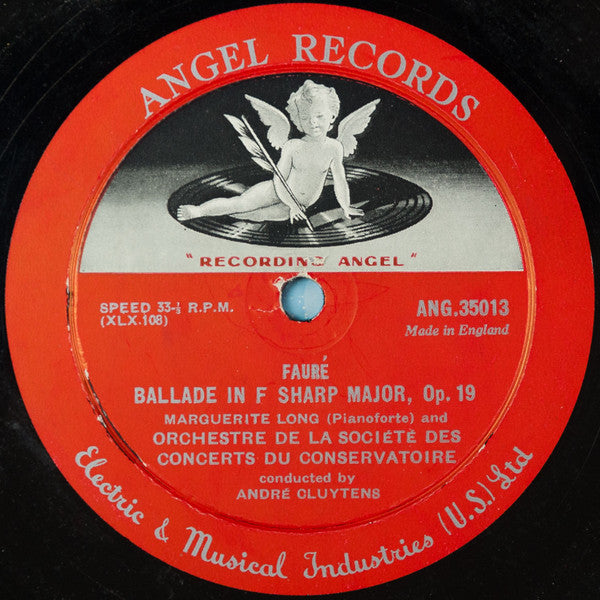 ANGEL RECORDS
"RECORDING ANGEL"
SPEED 33-⅓ R.P.M.
(XLX.108)
ANG.35013
Made in England
FAURÉ
BALLADE IN F SHARP MAJOR, Op. 19
MARGUERITE LONG (Pianoforte) and
ORCHESTRE DE LA SOCIÉTÉ DES
CONCERTS DU CONSERVATOIRE
conducted by
ANDRÉ CLUYTENS
Electric & Musical Industries (U.S.) Ltd